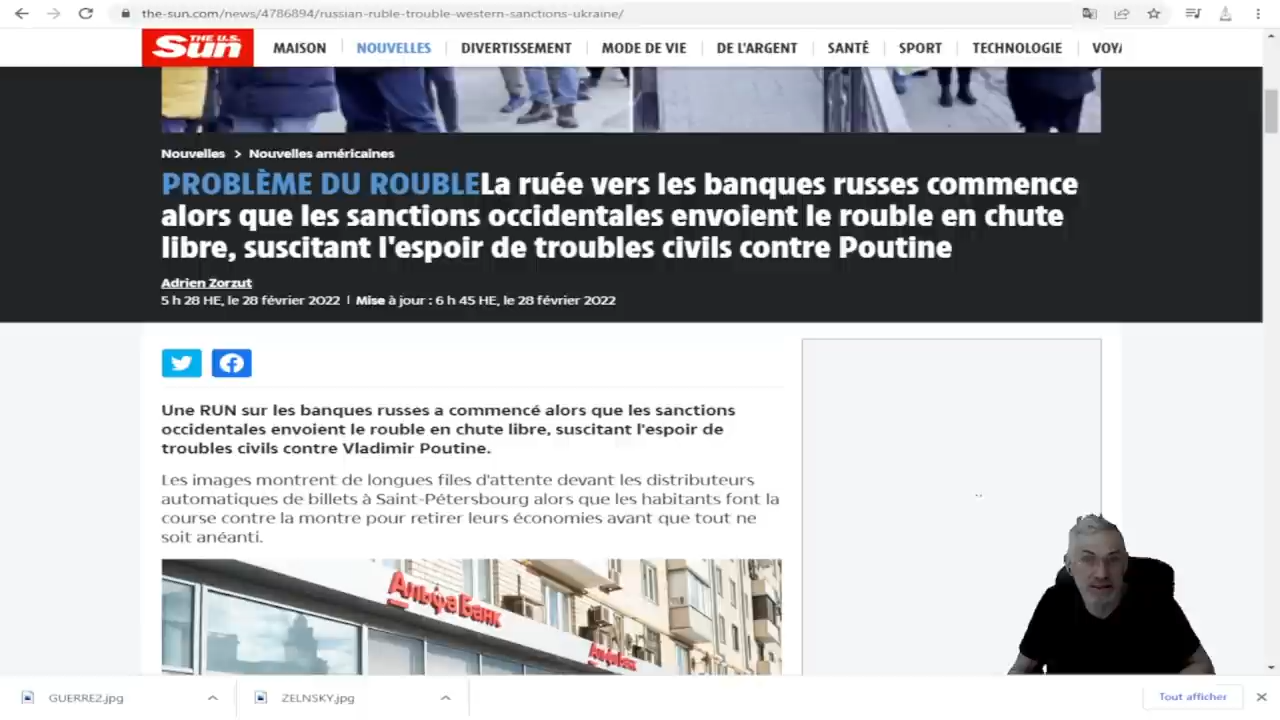 the-sun.com/news/4786894/russian-ruble-trouble-western-sanctions-ukraine/
THE U.S. Sun
MAISON
NOUVELLES
DIVERTISSEMENT
MODE DE VIE
DE L'ARGENT
SANTÉ
SPORT
TECHNOLOGIE
VOYA
Nouvelles > Nouvelles américaines
PROBLÈME DU ROUBLELa ruée vers les banques russes commence
alors que les sanctions occidentales envoient le rouble en chute
libre, suscitant l'espoir de troubles civils contre Poutine
Adrien Zorzut
5 h 28 HE, le 28 février 2022 | Mise à jour : 6 h 45 HE, le 28 février 2022
Une RUN sur les banques russes a commencé alors que les sanctions
occidentales envoient le rouble en chute libre, suscitant l'espoir de
troubles civils contre Vladimir Poutine.
Les images montrent de longues files d'attente devant les distributeurs
automatiques de billets à Saint-Pétersbourg alors que les habitants font la
course contre la montre pour retirer leurs économies avant que tout ne
soit anéanti.
Альфа Банк
АльфаБанк
GUERRE2.jpg
ZELNSKY.jpg
Tout afficher